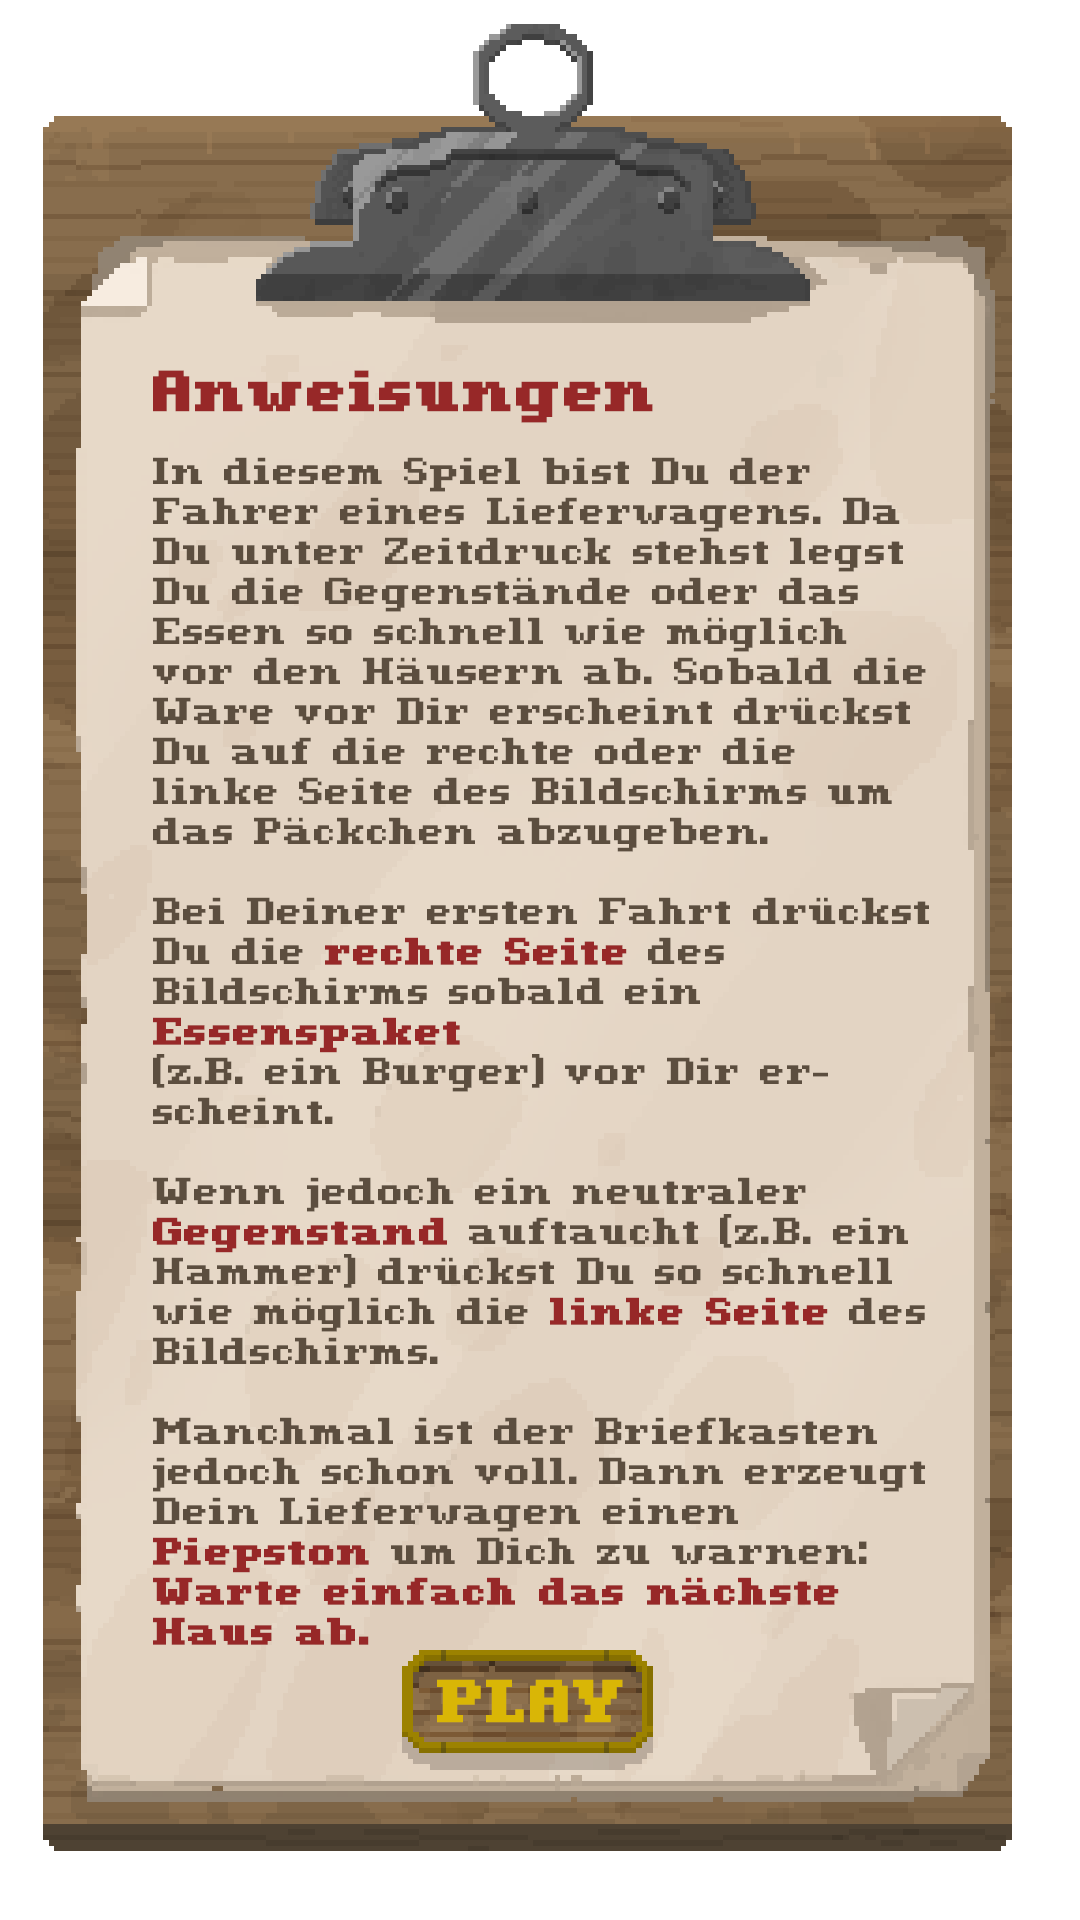 Anweisungen
In diesem Spiel bist Du der
Fahrer eines Lieferwagens. Da
Du unter Zeitdruck stehst legst
Du die Gegenstände oder das
Essen so schnell wie möglich
vor den Häusern ab. Sobald die
Ware vor Dir erscheint drückst
Du auf die rechte oder die
linke Seite des Bildschirms um
das Päckchen abzugeben.
Bei Deiner ersten Fahrt drückst
Du die rechte Seite des
Bildschirms sobald ein
Essenspaket
(z.B. ein Burger) vor Dir er-
scheint.
Wenn jedoch ein neutraler
Gegenstand auftaucht (z.B. ein
Hammer) drückst Du so schnell
wie möglich die linke Seite des
Bildschirms.
Manchmal ist der Briefkasten
jedoch schon voll. Dann erzeugt
Dein Lieferwagen einen
Piepston um Dich zu warnen:
Warte einfach das nächste
Haus ab.
PLAY